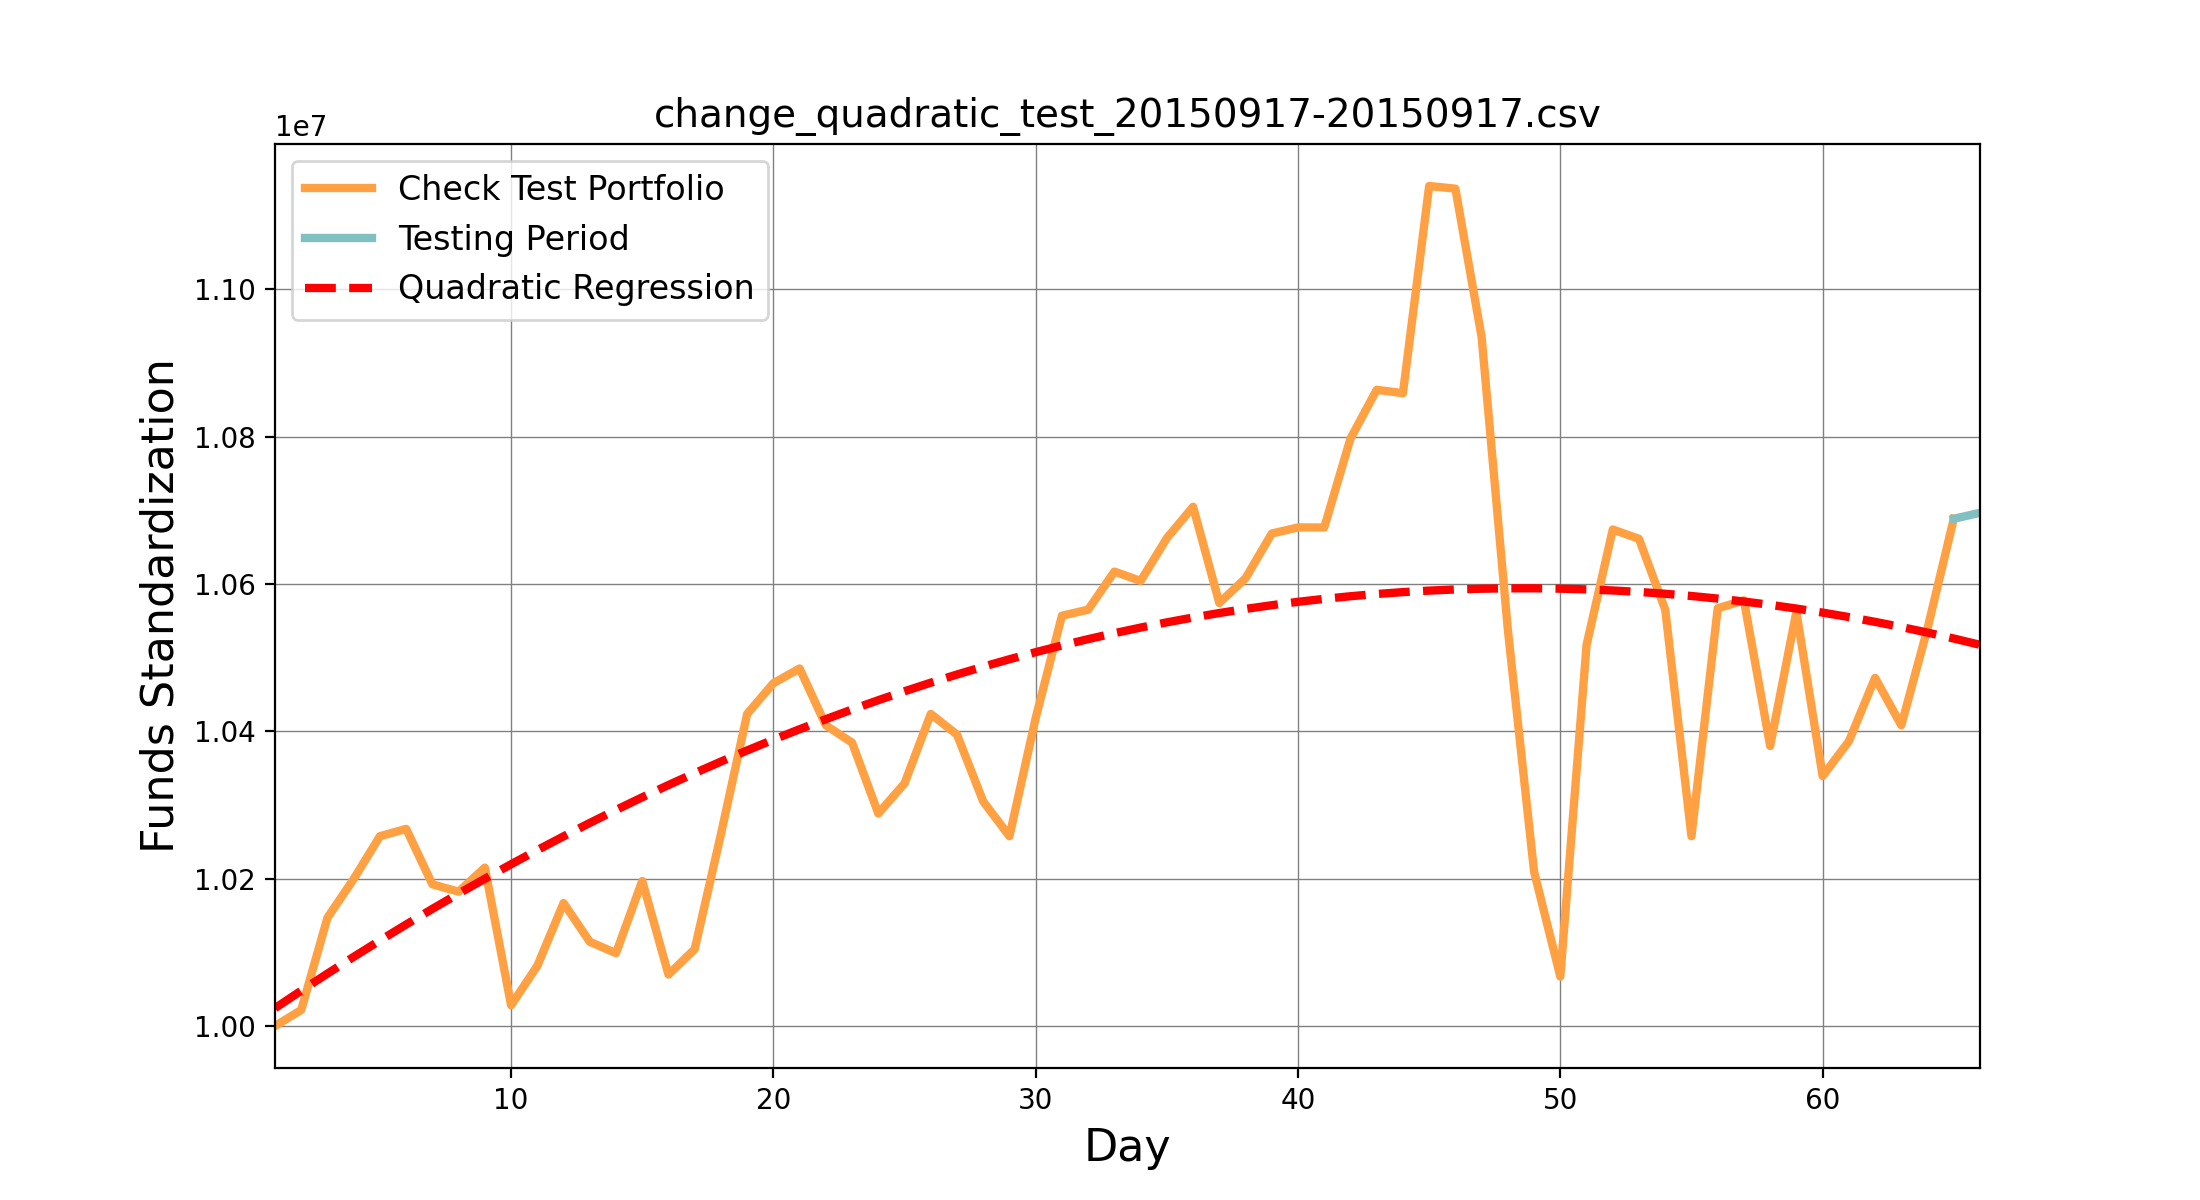 change_quadratic_test_20150917-20150917.csv
1e7
Check Test Portfolio
Testing Period
Quadratic Regression
Funds Standardization
1.10
1.08
1.06
1.04
1.02
1.00
10 20 30 40 50 60
Day